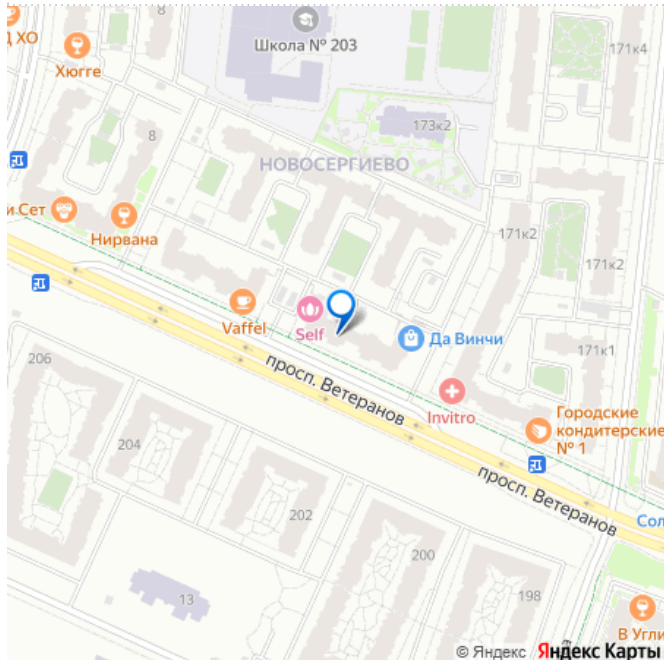 8
171к4
Д ХО
Школа № 203
Хюгге
173к2
8
НОВОСЕРГИЕВО
и Сет
Нирвана
171к2
171к2
Vaffel
Self
Да Винчи
171к1
206
просп. Ветеранов
Invitro
Городские
кондитерские
№ 1
204
просп. Ветеранов
202
Сол
200
198
13
В Угли
© Яндекс Яндекс Карты